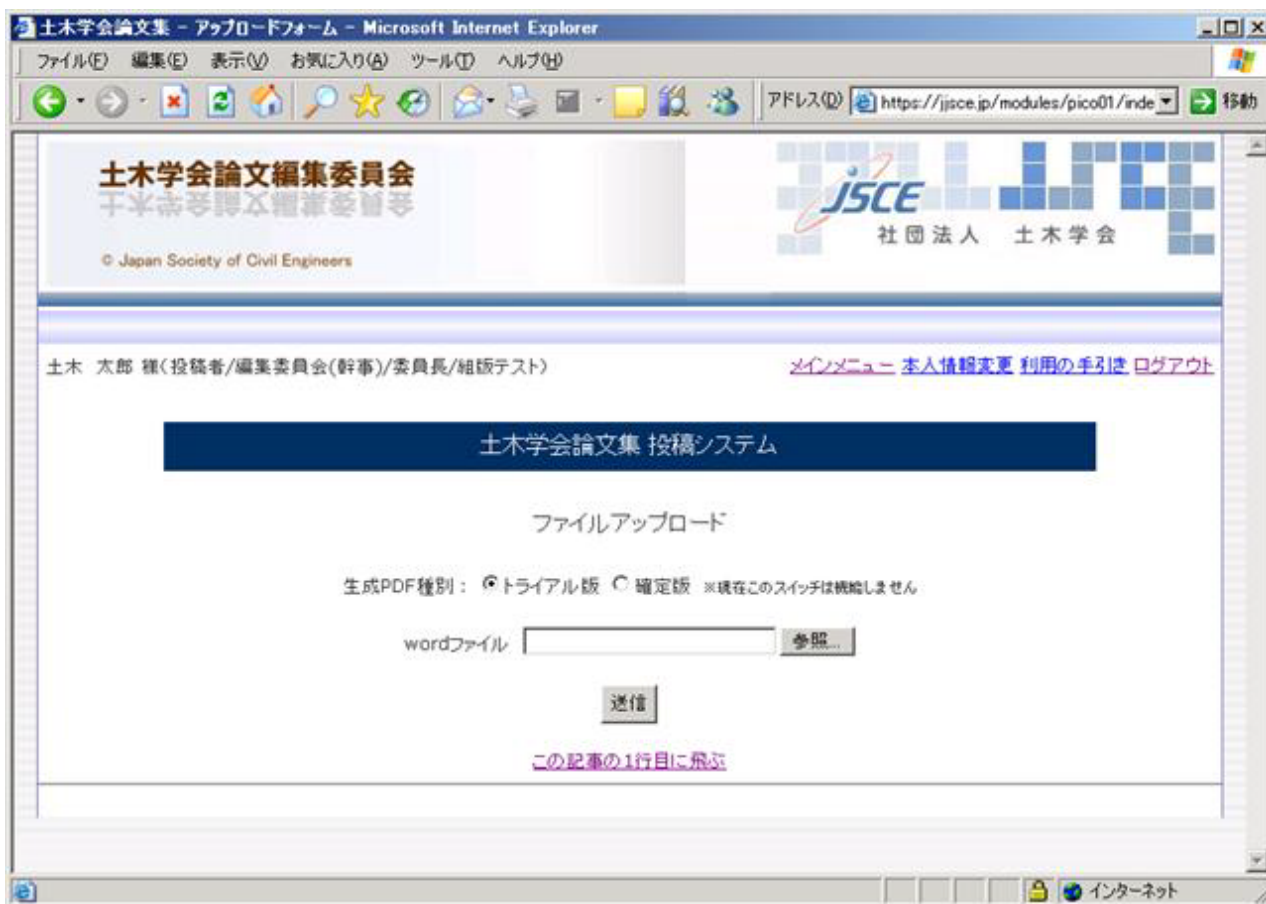 土木学会論文集 - アップロードフォーム - Microsoft Internet Explorer
ファイル(F) 編集(E) 表示(V) お気に入り(A) ツール(T) ヘルプ(H)
アドレス(D) https://jjsce.jp/modules/pico01/inde 移動
土木学会論文編集委員会
© Japan Society of Civil Engineers
JSCE
社団法人 土木学会
土木 太郎 様(投稿者/編集委員会(幹事)/委員長/組版テスト) メインメニュー 本人情報変更 利用の手引き ログアウト
土木学会論文集 投稿システム
ファイルアップロード
生成PDF種別： トライアル版 確定版 ※現在このスイッチは機能しません
wordファイル 参照...
送信
この記事の1行目に飛ぶ
インターネット